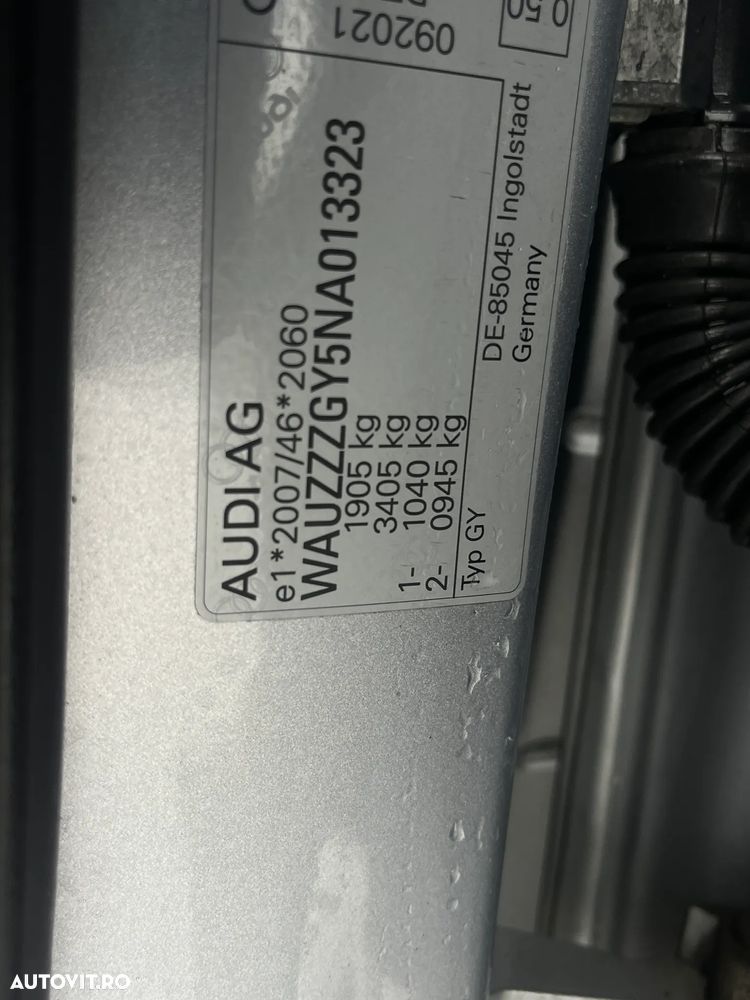 AUDI AG
e1*2007/46*2060
WAUZZZGY5NA013323
1905 kg
3405 kg
1- 1040 kg
2- 0945 kg
Typ GY
DE-85045 Ingolstadt
Germany
092021
AUTOVIT.RO